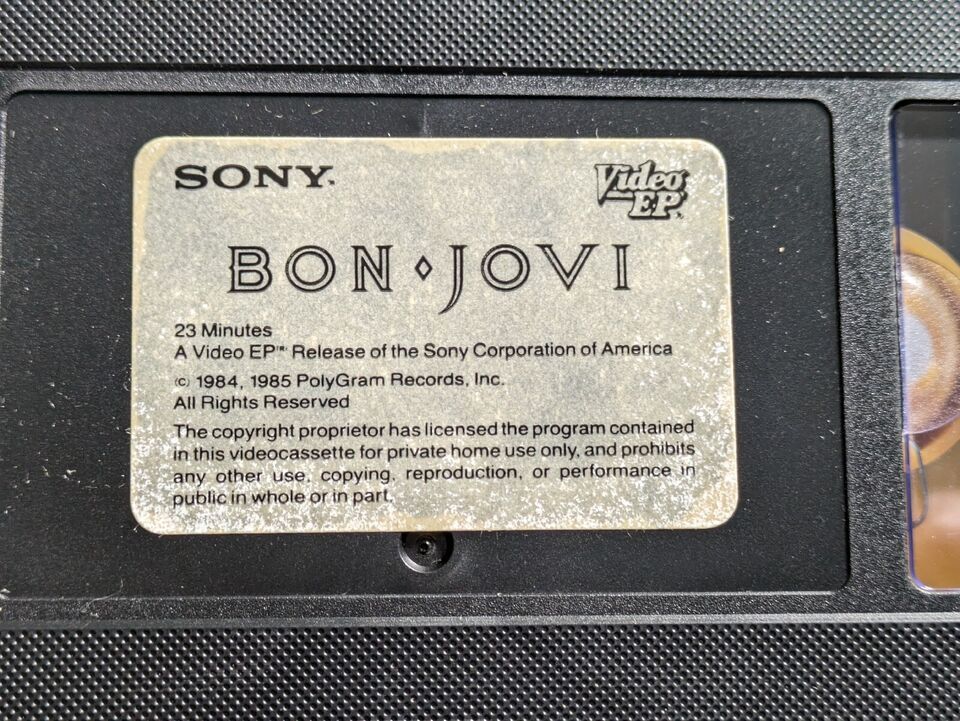 SONY.
Video
EP™
BON ⬦ JOVI
23 Minutes
A Video EP™ Release of the Sony Corporation of America
© 1984, 1985 PolyGram Records, Inc.
All Rights Reserved
The copyright proprietor has licensed the program contained
in this videocassette for private home use only, and prohibits
any other use, copying, reproduction, or performance in
public in whole or in part.